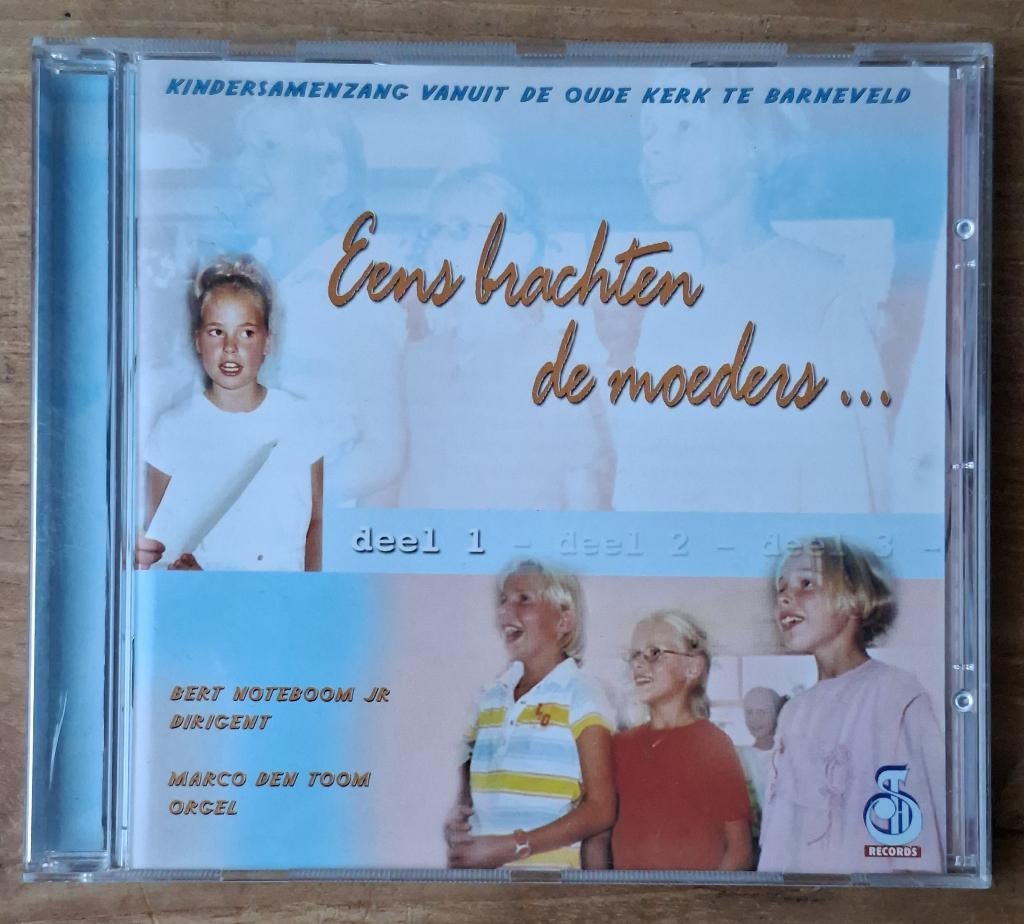 KINDERSAMENZANG VANUIT DE OUDE KERK TE BARNEVELD
Eens brachten
de moeders ...
deel 1 - deel 2 - deel 3 -
BERT NOTEBOOM JR
DIRIGENT
MARCO DEN TOOM
ORGEL
RECORDS